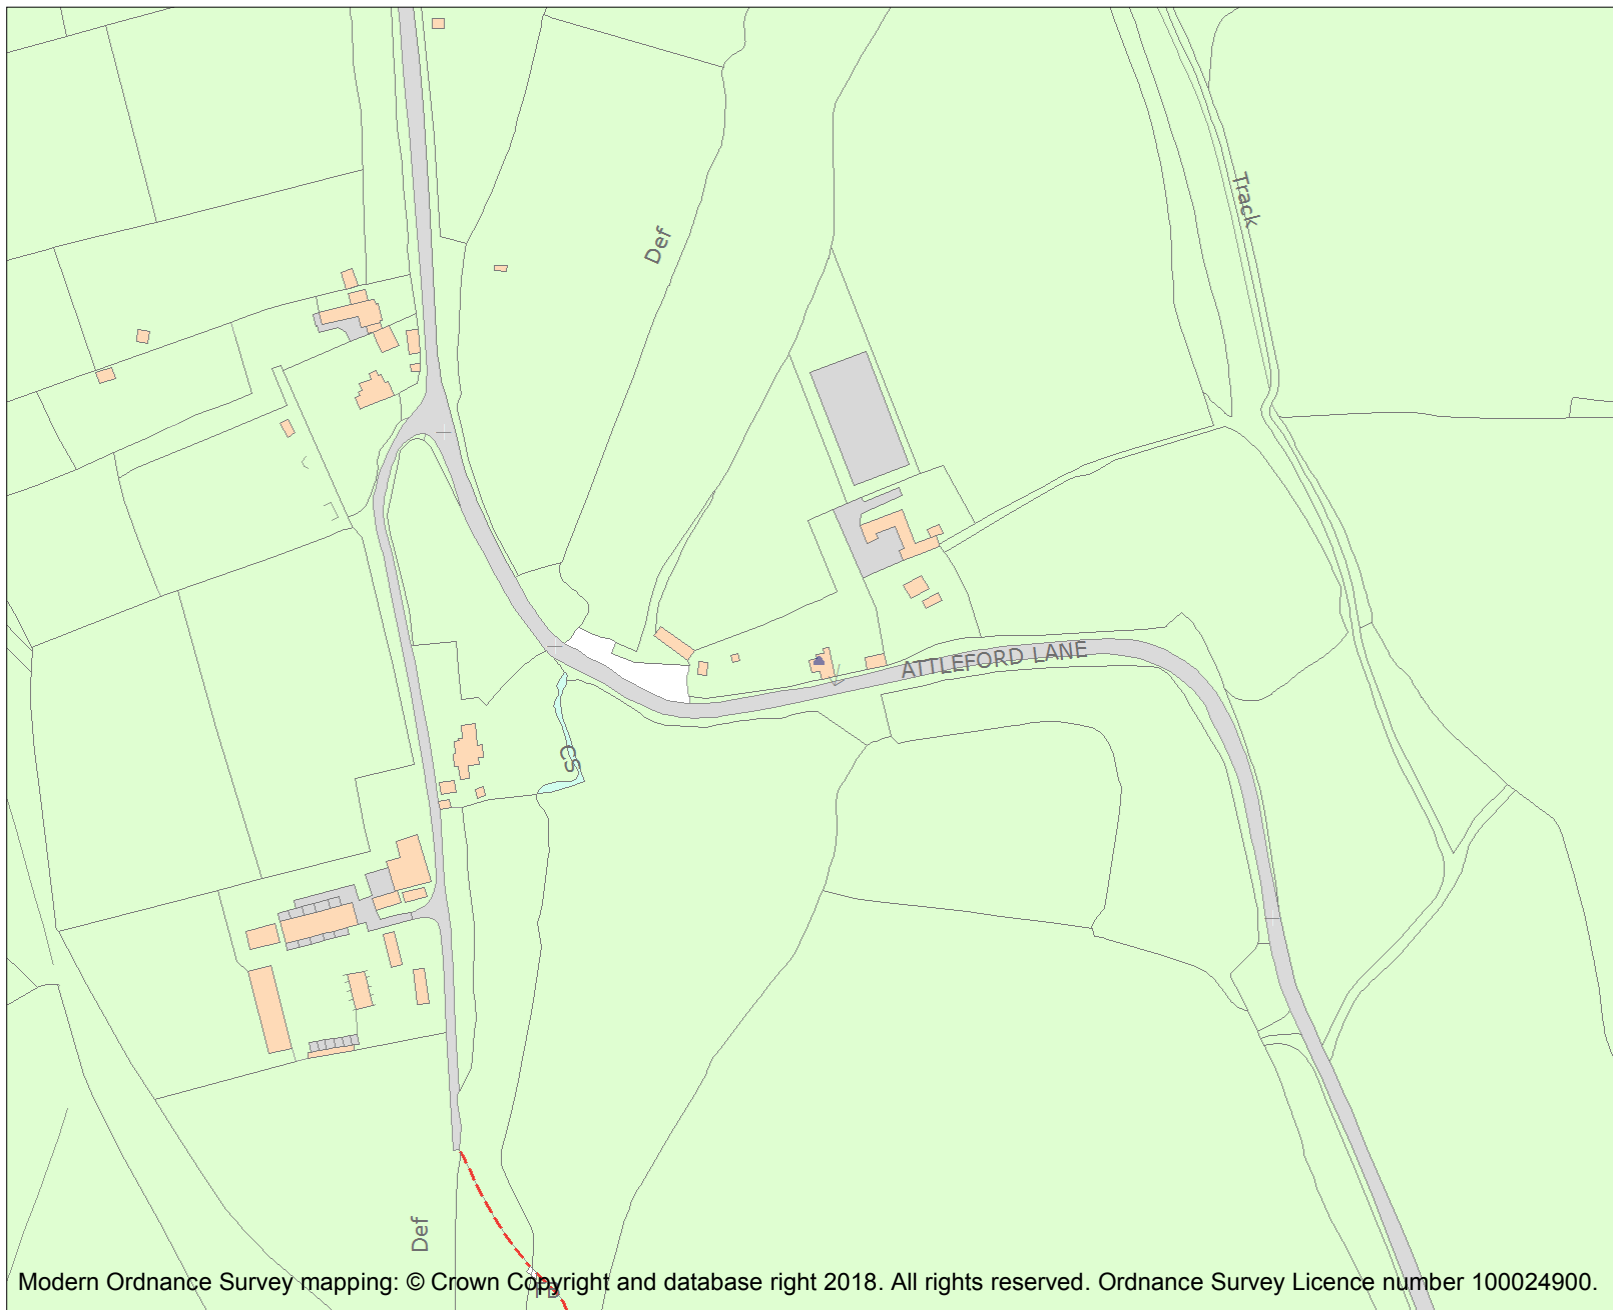 Track
Def
ATTLEFORD LANE
CS
Def
FB
Modern Ordnance Survey mapping: © Crown Copyright and database right 2018. All rights reserved. Ordnance Survey Licence number 100024900.